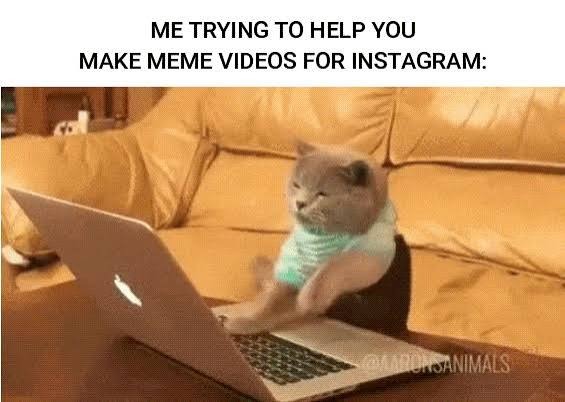 ME TRYING TO HELP YOU
MAKE MEME VIDEOS FOR INSTAGRAM:
@AARONSANIMALS